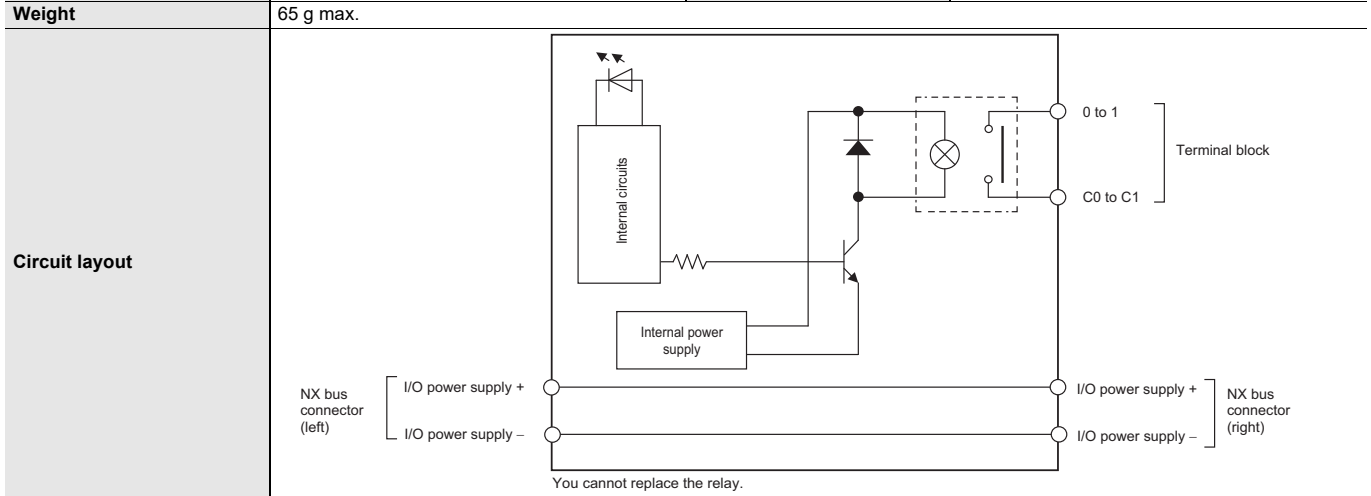 Weight
65 g max.
Circuit layout
Internal circuits
Internal power
supply
0 to 1
C0 to C1
Terminal block
NX bus
connector
(left)
I/O power supply +
I/O power supply –
I/O power supply +
I/O power supply –
NX bus
connector
(right)
You cannot replace the relay.